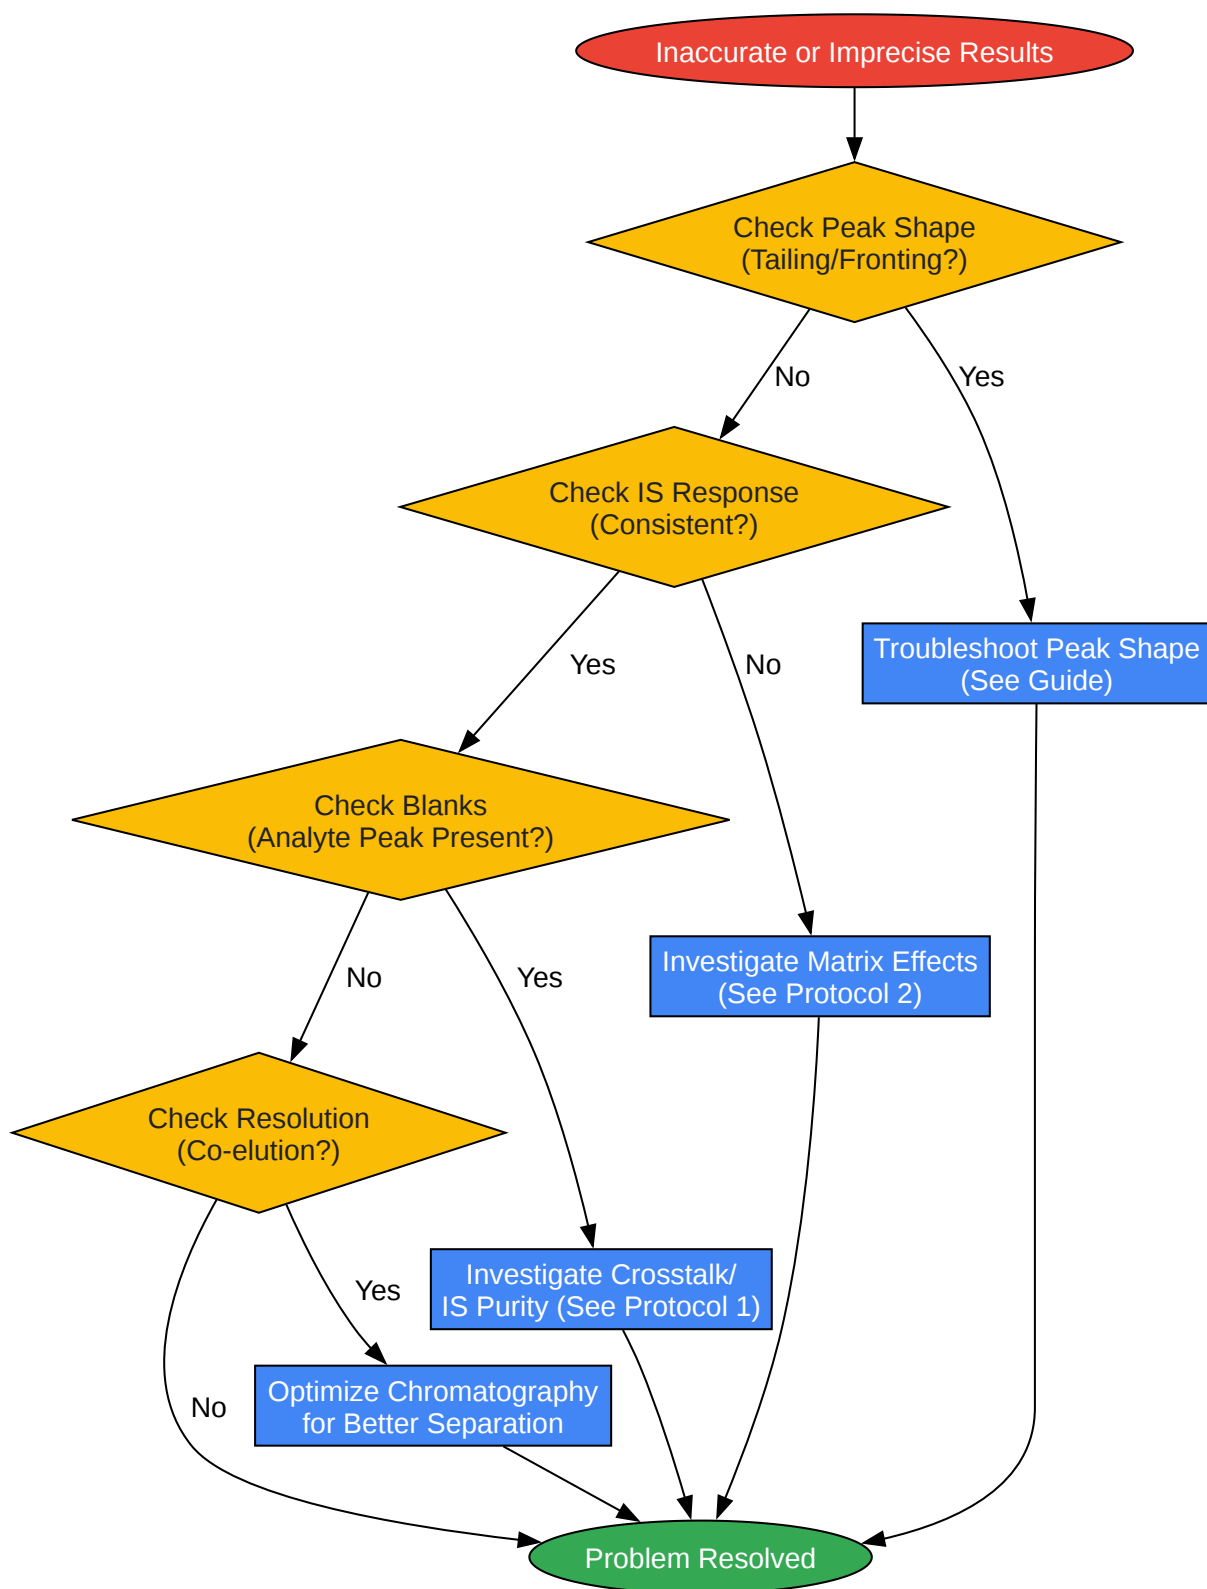 Inaccurate or Imprecise Results
Check Peak Shape
(Tailing/Fronting?)
No
Yes
Check IS Response
(Consistent?)
Yes
No
Troubleshoot Peak Shape
(See Guide)
Check Blanks
(Analyte Peak Present?)
No
Yes
Investigate Matrix Effects
(See Protocol 2)
Check Resolution
(Co-elution?)
Yes
No
Investigate Crosstalk/
IS Purity (See Protocol 1)
Optimize Chromatography
for Better Separation
Problem Resolved